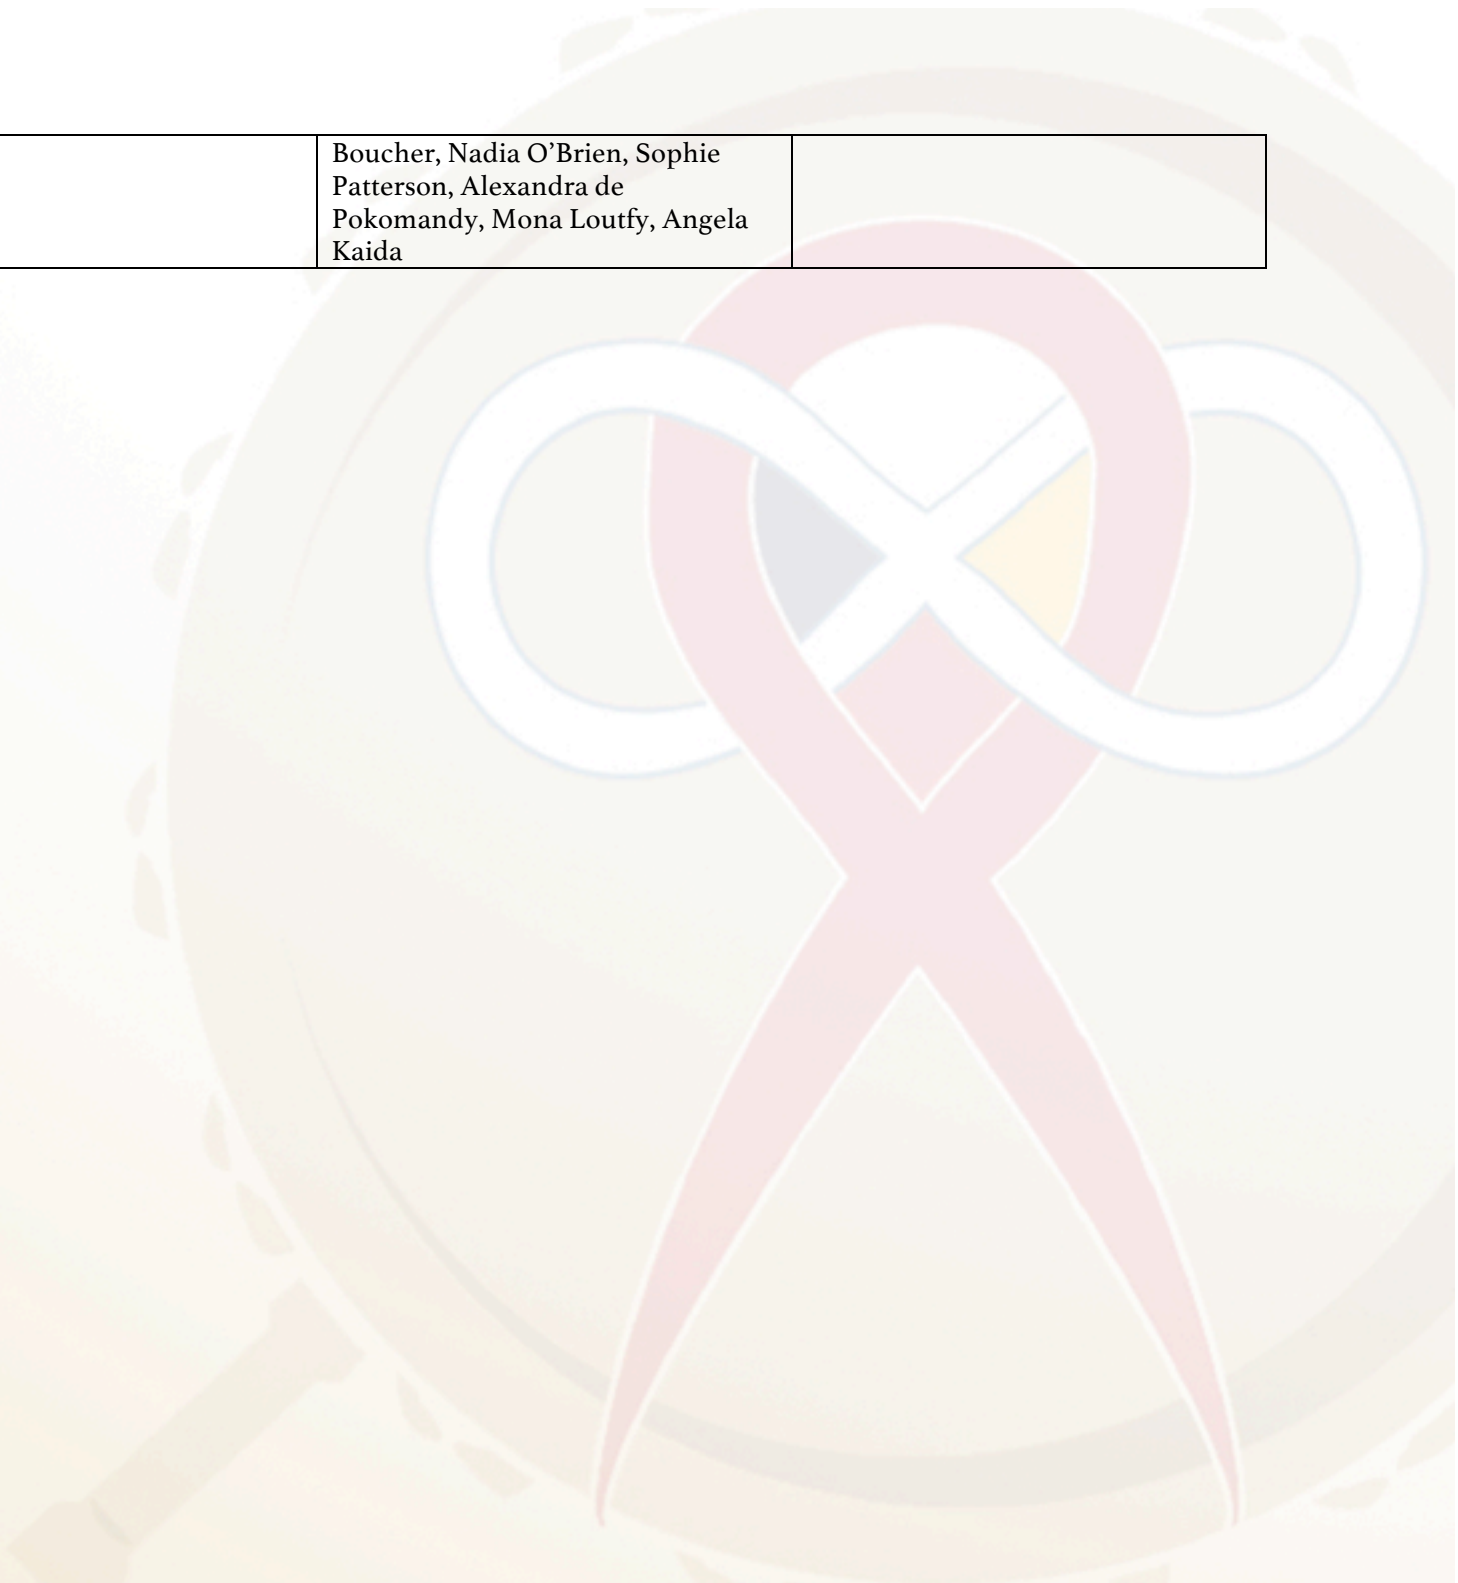 Boucher, Nadia O’Brien, Sophie
Patterson, Alexandra de
Pokomandy, Mona Loutfy, Angela
Kaida